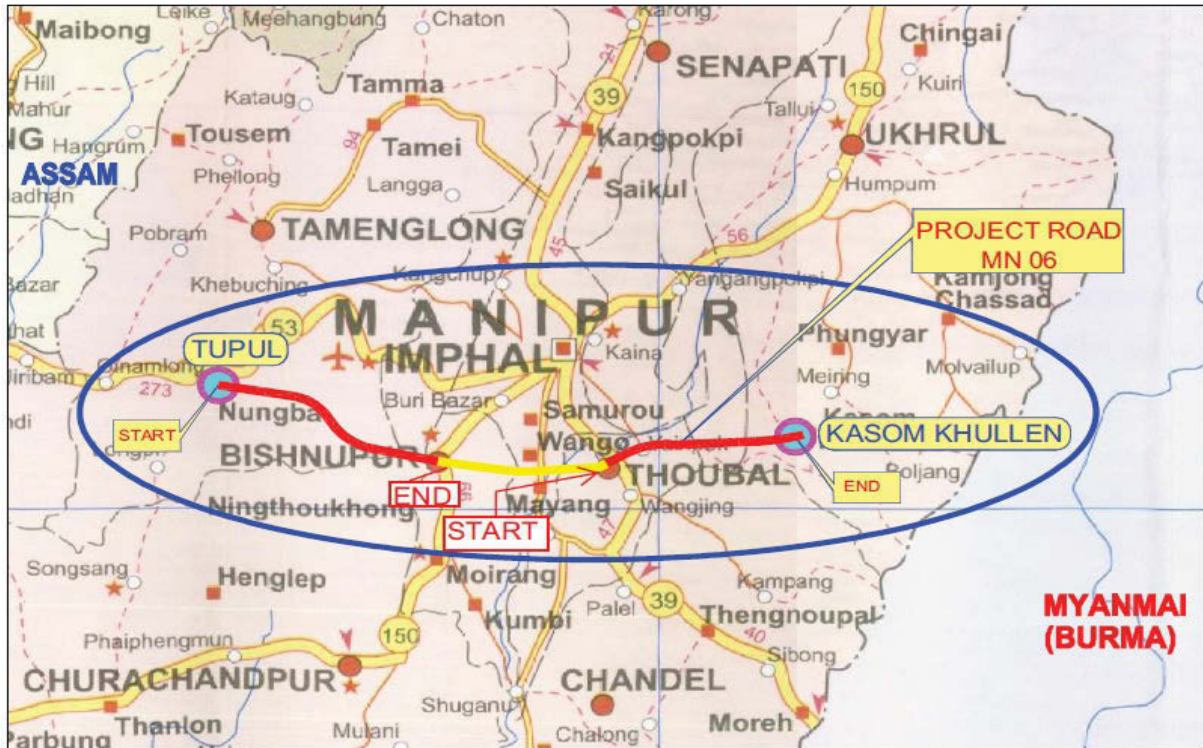 Leike
Meehangbung
Chaton
Karong
Maibong
Chingai
SENAPATI
Kuiri
Hill
Mahur
Kataug
Tamma
21
39
Tallui
150
Hangrum
Tousem
94
Tamei
Kangpokpi
UKHRUL
ASSAM
Phellong
Langga
Saikul
Humpum
TAMENGLONG
PROJECT ROAD
MN 06
Pobram
45
56
Khebuching
Kangchup
Yangangpokpi
Kamjong
Chassad
Bazar
53
MANIPUR
Phungyar
TUPUL
IMPHAL
Kaina
Molvailup
Jiribam
273
Meiring
Nungba
Buri Bazar
Samurou
START
Wango
KASOM KHULLEN
BISHNUPUR
THOUBAL
Poljang
END
END
Ningthoukhong
Mayang
Wangjing
START
47
Songsang
Henglep
Moirang
Kampang
Palel
39
Thengnoupal
MYANMAI
(BURMA)
Kumbi
150
40
Phaiphengmun
Sibong
CHURACHANDPUR
CHANDEL
Shuganu
Moreh
Thanlon
Mulani
Chalong
Parbung